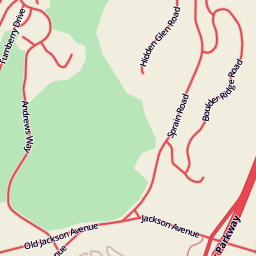 Turnberry Drive
Hidden Glen Road
Boulder Ridge Road
Andrews Way
Sprain Road
Jackson Avenue
Old Jackson Avenue
Parkway